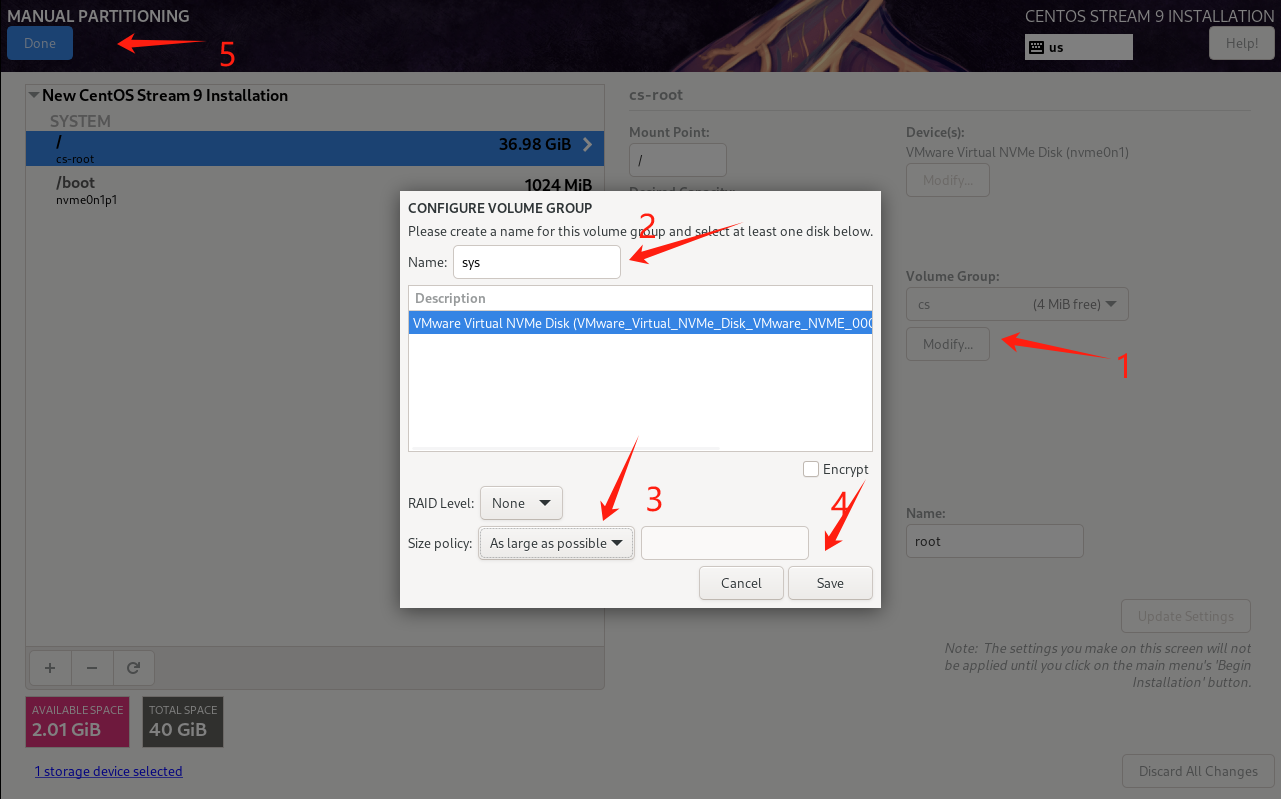 MANUAL PARTITIONING
CENTOS STREAM 9 INSTALLATION
Done
5
us
Help!
New CentOS Stream 9 Installation
SYSTEM
/
36.98 GiB
cs-root
/boot
1024 MiB
nvme0n1p1
cs-root
Mount Point:
/
Desired Capacity:
Device(s):
VMware Virtual NVMe Disk (nvme0n1)
Modify...
Volume Group:
cs (4 MiB free)
Modify...
1
CONFIGURE VOLUME GROUP
2
Please create a name for this volume group and select at least one disk below.
Name: sys
Description
VMware Virtual NVMe Disk (VMware_Virtual_NVMe_Disk_VMware_NVME_000
Encrypt
3
4
RAID Level: None
Size policy: As large as possible
Cancel
Save
Name:
root
Update Settings
Note: The settings you make on this screen will not
be applied until you click on the main menu's 'Begin
Installation' button.
+ −
AVAILABLE SPACE
2.01 GiB
TOTAL SPACE
40 GiB
1 storage device selected
Discard All Changes